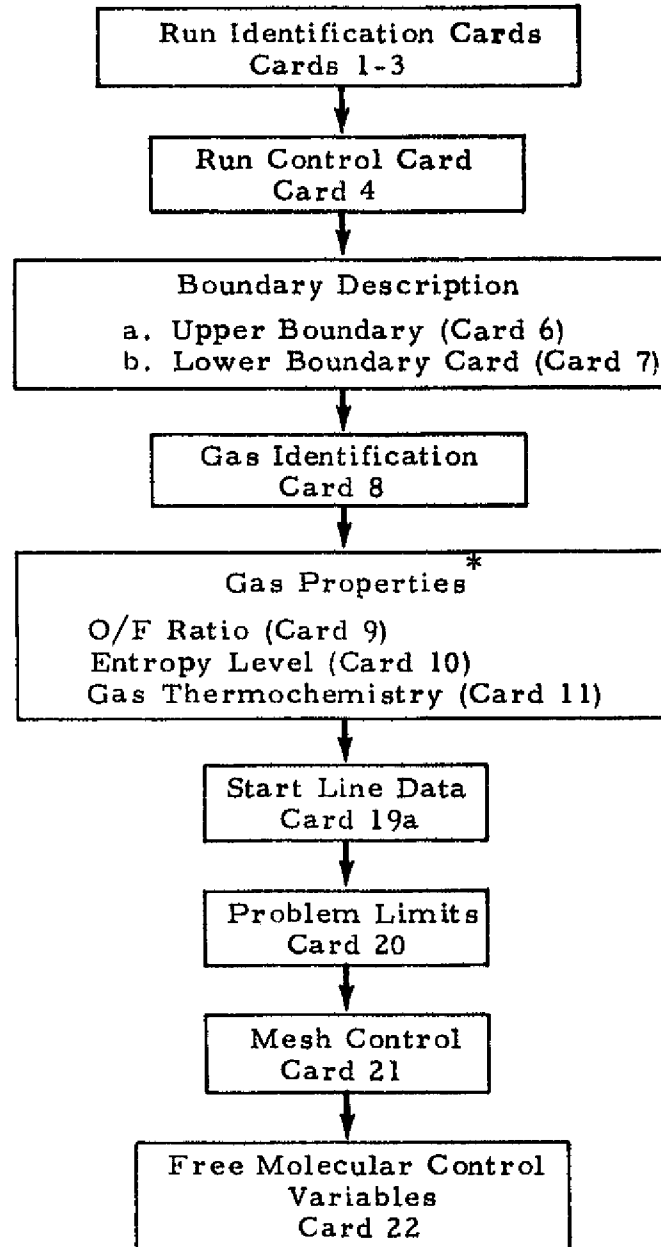 Run Identification Cards
Cards 1-3
Run Control Card
Card 4
Boundary Description
a. Upper Boundary (Card 6)
b. Lower Boundary Card (Card 7)
Gas Identification
Card 8
Gas Properties*
O/F Ratio (Card 9)
Entropy Level (Card 10)
Gas Thermochemistry (Card 11)
Start Line Data
Card 19a
Problem Limits
Card 20
Mesh Control
Card 21
Free Molecular Control
Variables
Card 22